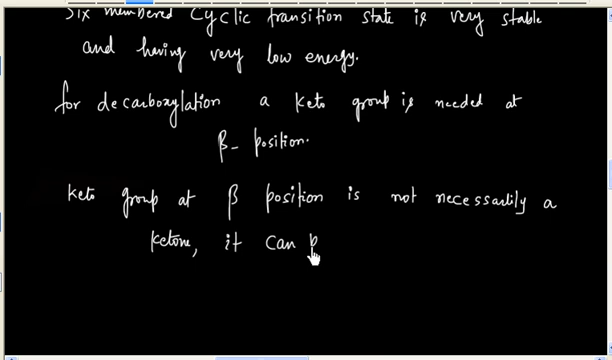 Six membered Cyclic transition state is very stable
and having very low energy.
for decarboxylation a keto group is needed at
β- position.
keto group at β position is not necessarily a
ketone, it can b